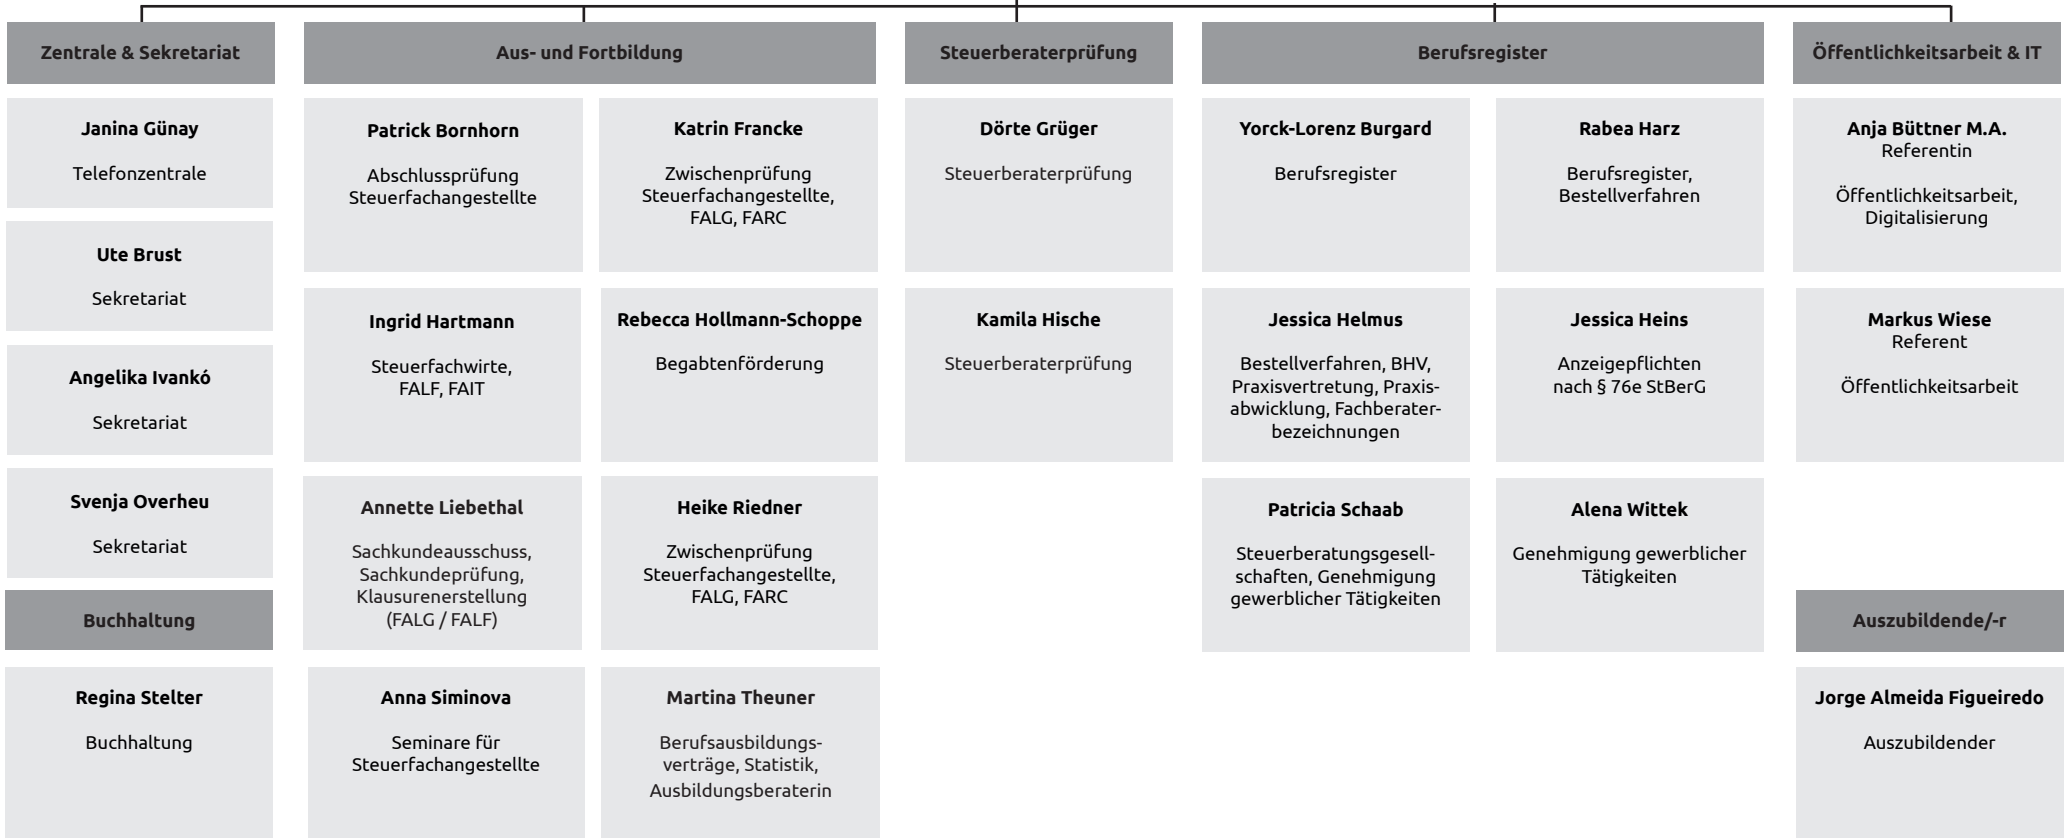 Zentrale & Sekretariat
Janina Günay
Telefonzentrale
Ute Brust
Sekretariat
Angelika Ivankó
Sekretariat
Svenja Overheu
Sekretariat
Buchhaltung
Regina Stelter
Buchhaltung
Aus- und Fortbildung
Patrick Bornhorn
Abschlussprüfung
Steuerfachangestellte
Katrin Francke
Zwischenprüfung
Steuerfachangestellte,
FALG, FARC
Ingrid Hartmann
Steuerfachwirte,
FALF, FAIT
Rebecca Hollmann-Schoppe
Begabtenförderung
Annette Liebethal
Sachkundeausschuss,
Sachkundeprüfung,
Klausurenerstellung
(FALG / FALF)
Heike Riedner
Zwischenprüfung
Steuerfachangestellte,
FALG, FARC
Anna Siminova
Seminare für
Steuerfachangestellte
Martina Theuner
Berufsausbildungs-
verträge, Statistik,
Ausbildungsberaterin
Steuerberaterprüfung
Dörte Grüger
Steuerberaterprüfung
Kamila Hische
Steuerberaterprüfung
Berufsregister
Yorck-Lorenz Burgard
Berufsregister
Rabea Harz
Berufsregister,
Bestellverfahren
Jessica Helmus
Bestellverfahren, BHV,
Praxisvertretung, Praxis-
abwicklung, Fachberater-
bezeichnungen
Jessica Heins
Anzeigepflichten
nach § 76e StBerG
Patricia Schaab
Steuerberatungsgesell-
schaften, Genehmigung
gewerblicher Tätigkeiten
Alena Wittek
Genehmigung gewerblicher
Tätigkeiten
Öffentlichkeitsarbeit & IT
Anja Büttner M.A.
Referentin
Öffentlichkeitsarbeit,
Digitalisierung
Markus Wiese
Referent
Öffentlichkeitsarbeit
Auszubildende/-r
Jorge Almeida Figueiredo
Auszubildender